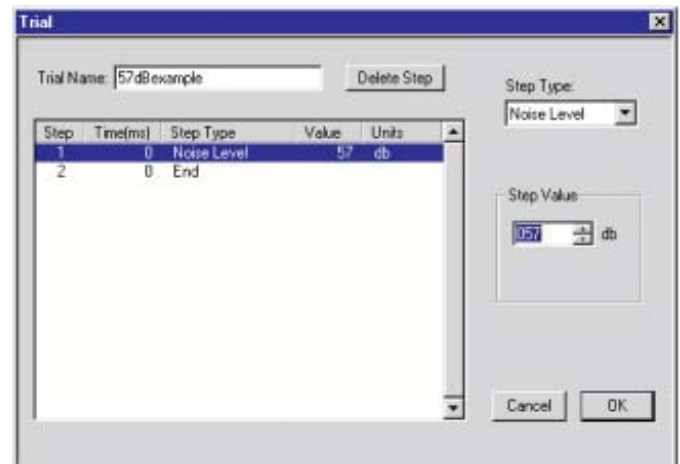 Trial
Trial Name: 57dBexample
Delete Step
Step Type:
Noise Level
Step Time(ms) Step Type Value Units
1 0 Noise Level 57 db
2 0 End
Step Value
057 db
Cancel OK